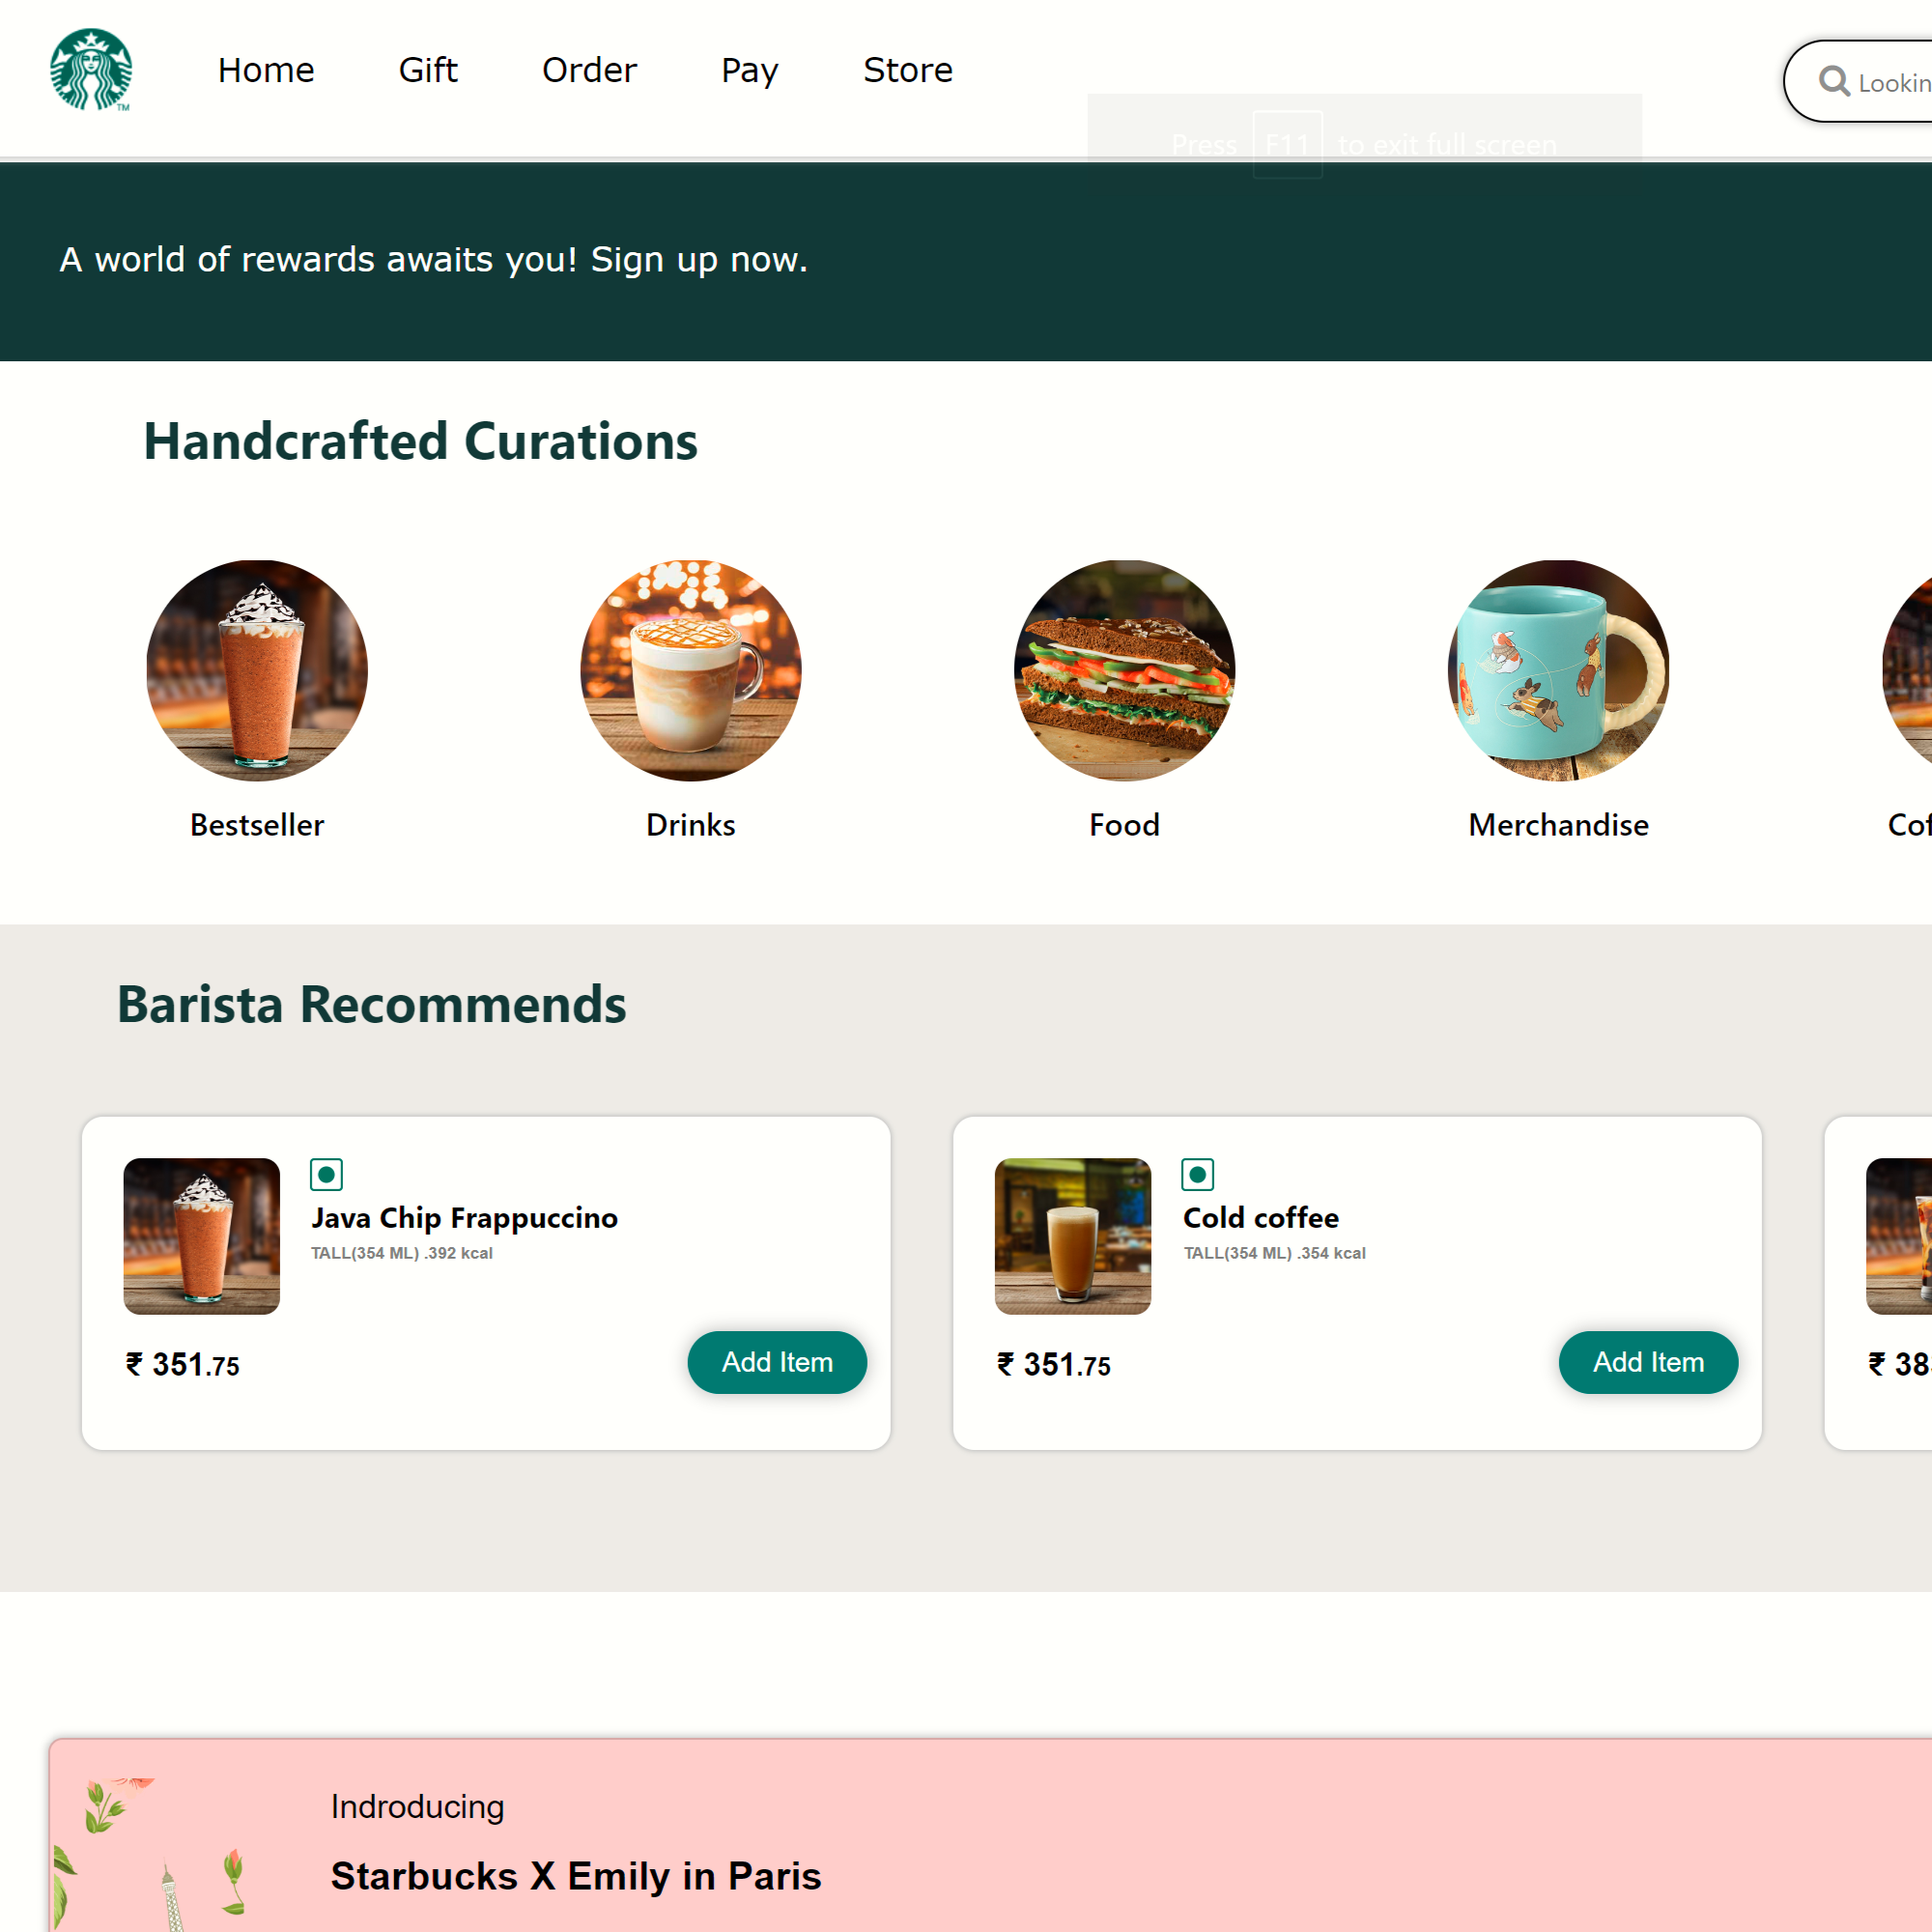 Home Gift Order Pay Store
Lookin
Press F11 to exit full screen
TM
A world of rewards awaits you! Sign up now.
Handcrafted Curations
Bestseller Drinks Food Merchandise Cof
Barista Recommends
Java Chip Frappuccino
TALL(354 ML) .392 kcal
₹ 351.75 Add Item
Cold coffee
TALL(354 ML) .354 kcal
₹ 351.75 Add Item
₹ 38
Indroducing
Starbucks X Emily in Paris